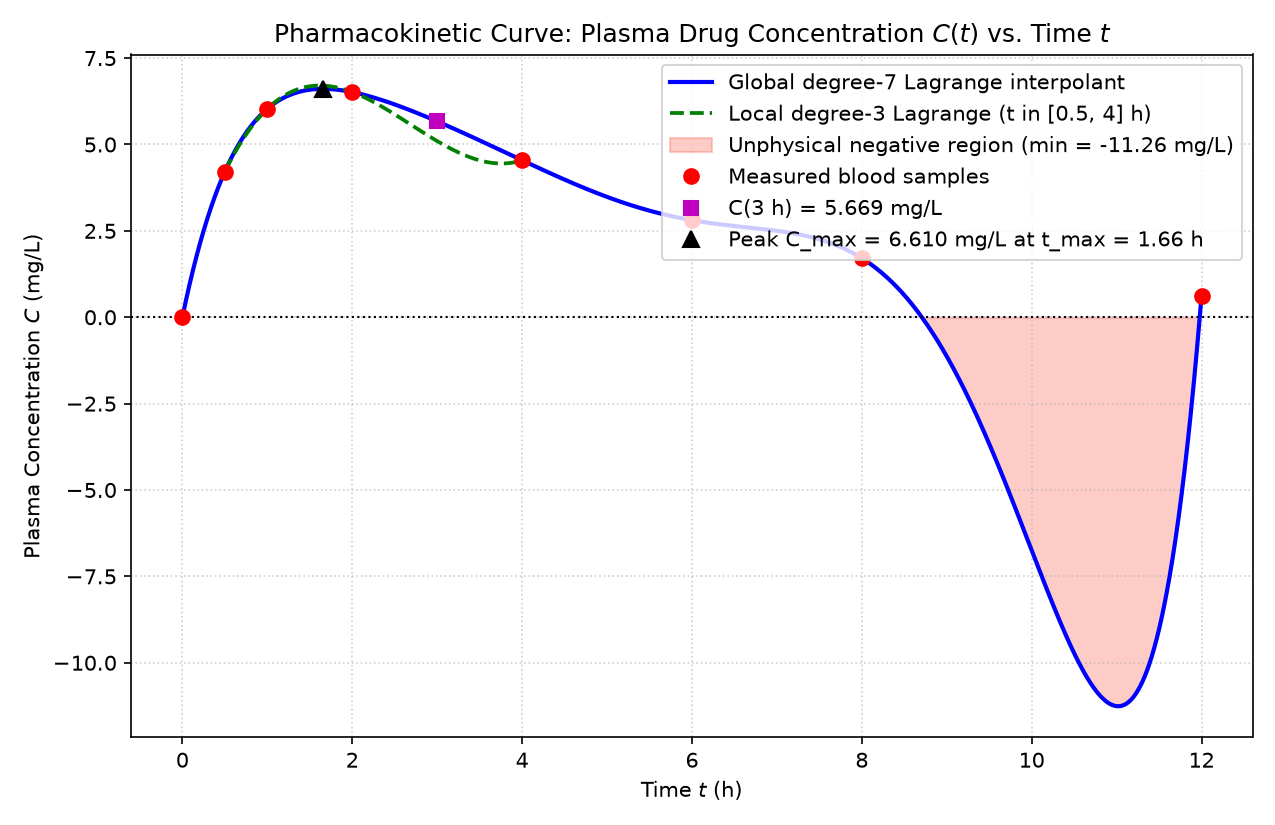 Pharmacokinetic Curve: Plasma Drug Concentration C(t) vs. Time t
Global degree-7 Lagrange interpolant
Local degree-3 Lagrange (t in [0.5, 4] h)
Unphysical negative region (min = -11.26 mg/L)
Measured blood samples
C(3 h) = 5.669 mg/L
Peak C_max = 6.610 mg/L at t_max = 1.66 h
Plasma Concentration C (mg/L)
7.5
5.0
2.5
0.0
−2.5
−5.0
−7.5
−10.0
0 2 4 6 8 10 12
Time t (h)